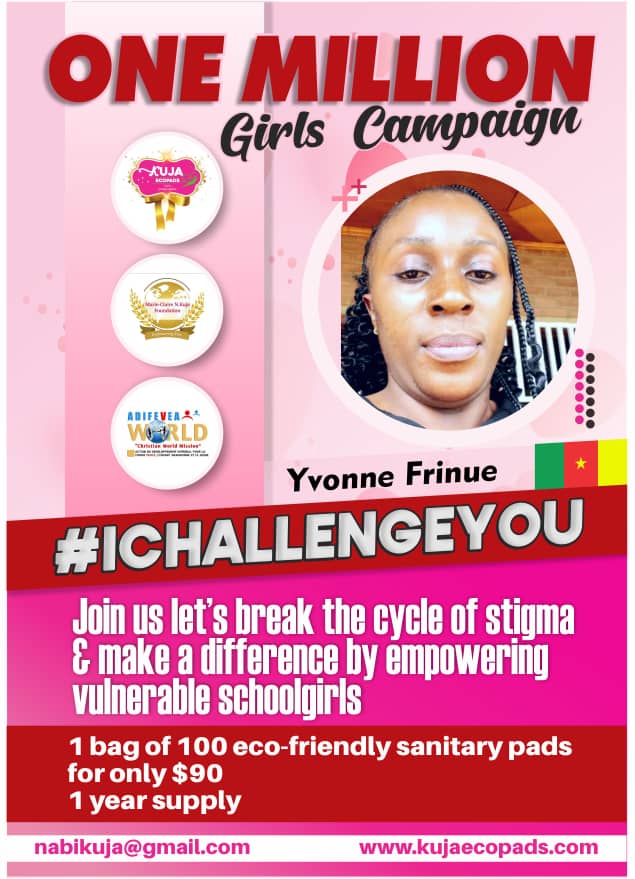 ONE MILLION
Girls Campaign
KUJA
ECOPADS
Marie-Claire N.Kuja
Foundation
ADIFEVEA
WORLD
"Christian World Mission"
Yvonne Frinue
#ICHALLENGEYOU
Join us let's break the cycle of stigma
& make a difference by empowering
vulnerable schoolgirls
1 bag of 100 eco-friendly sanitary pads
for only $90
1 year supply
nabikuja@gmail.com
www.kujaecopads.com